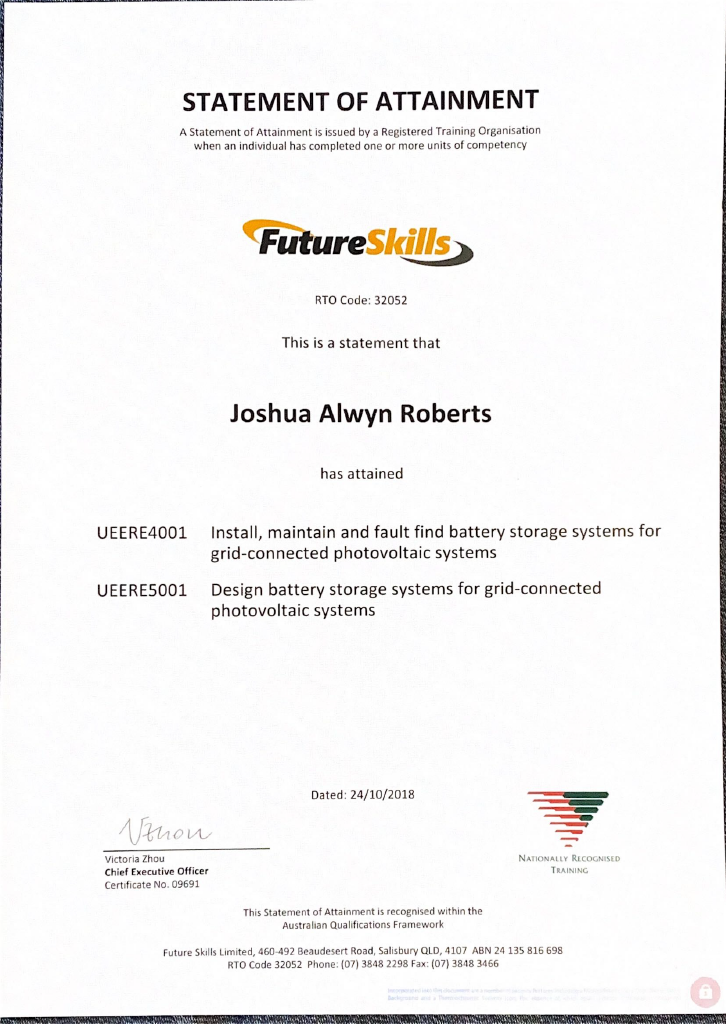 STATEMENT OF ATTAINMENT
A Statement of Attainment is issued by a Registered Training Organisation
when an individual has completed one or more units of competency
FutureSkills
RTO Code: 32052
This is a statement that
Joshua Alwyn Roberts
has attained
UEERE4001 Install, maintain and fault find battery storage systems for
grid-connected photovoltaic systems
UEERE5001 Design battery storage systems for grid-connected
photovoltaic systems
Dated: 24/10/2018
Victoria Zhou
Chief Executive Officer
Certificate No. 09691
NATIONALLY RECOGNISED
TRAINING
This Statement of Attainment is recognised within the
Australian Qualifications Framework
Future Skills Limited, 460-492 Beaudesert Road, Salisbury QLD, 4107 ABN 24 135 816 698
RTO Code 32052 Phone: (07) 3848 2298 Fax: (07) 3848 3466